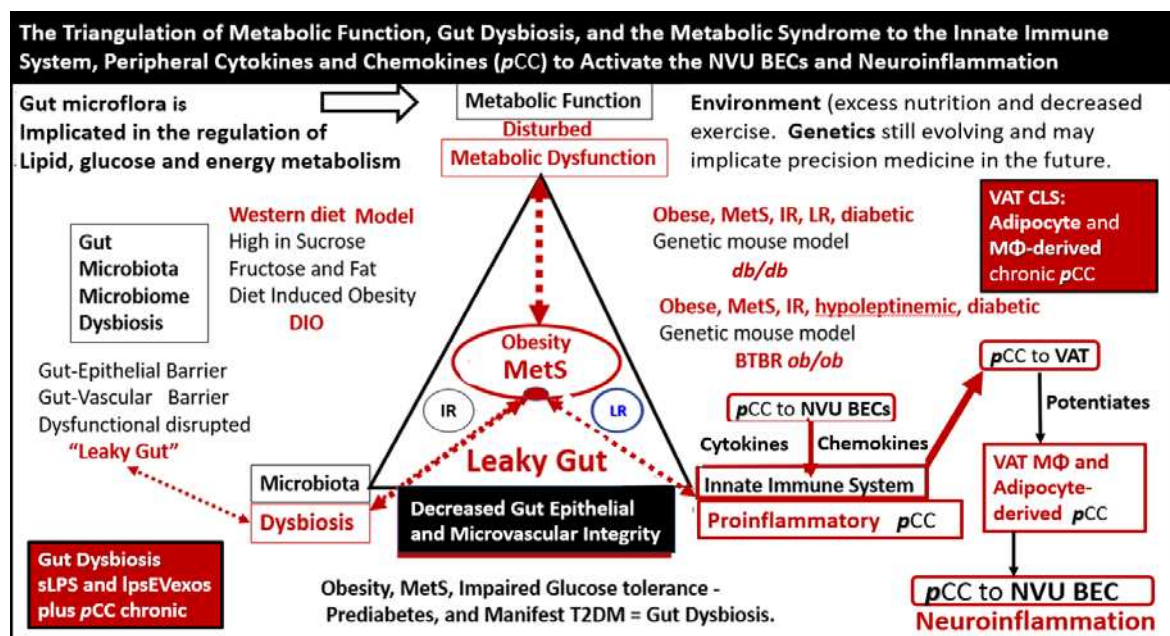 The Triangulation of Metabolic Function, Gut Dysbiosis, and the Metabolic Syndrome to the Innate Immune
System, Peripheral Cytokines and Chemokines (pCC) to Activate the NVU BECs and Neuroinflammation
Gut microflora is
Implicated in the regulation of
Lipid, glucose and energy metabolism
Metabolic Function
Disturbed
Metabolic Dysfunction
Environment (excess nutrition and decreased
exercise. Genetics still evolving and may
implicate precision medicine in the future.
VAT CLS:
Adipocyte and
MΦ-derived
chronic pCC
Gut
Microbiota
Microbiome
Dysbiosis
Western diet Model
High in Sucrose
Fructose and Fat
Diet Induced Obesity
DIO
Obese, MetS, IR, LR, diabetic
Genetic mouse model
db/db
Obese, MetS, IR, hypoleptinemic, diabetic
Genetic mouse model
BTBR ob/ob
Gut-Epithelial Barrier
Gut-Vascular Barrier
Dysfunctional disrupted
"Leaky Gut"
Obesity
MetS
IR
LR
Leaky Gut
Microbiota
Dysbiosis
Decreased Gut Epithelial
and Microvascular Integrity
pCC to NVU BECs
Cytokines
Chemokines
Innate Immune System
Proinflammatory pCC
pCC to VAT
Potentiates
VAT MΦ and
Adipocyte-
derived pCC
pCC to NVU BEC
Neuroinflammation
Gut Dysbiosis
sLPS and lpsEVexos
plus pCC chronic
Obesity, MetS, Impaired Glucose tolerance -
Prediabetes, and Manifest T2DM = Gut Dysbiosis.